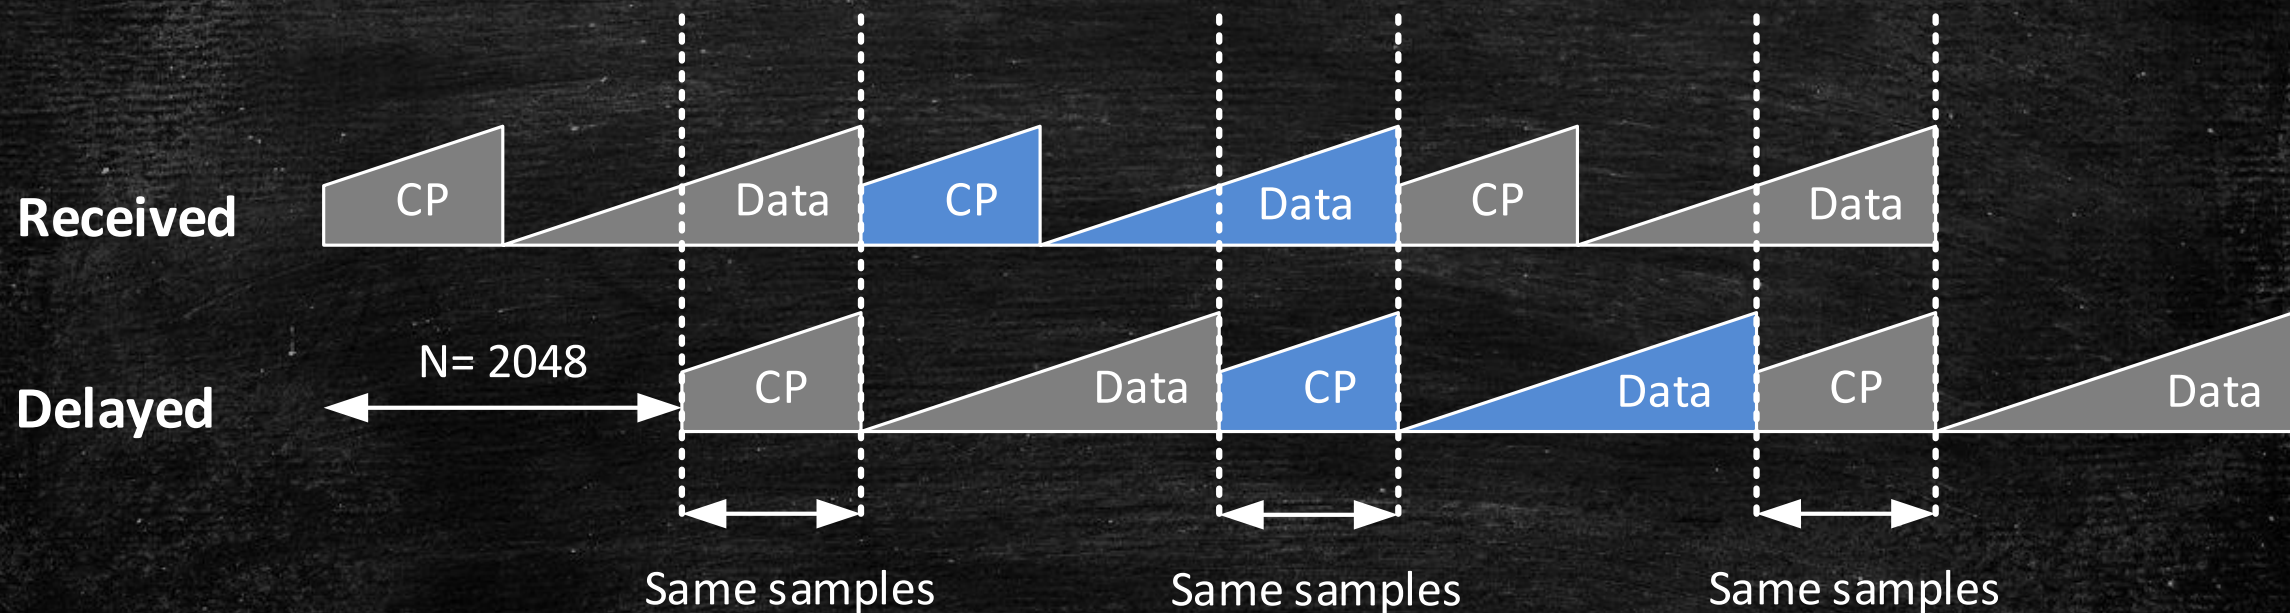 Received
CP
Data
CP
Data
CP
Data
Delayed
N= 2048
CP
Data
CP
Data
CP
Data
Same samples
Same samples
Same samples